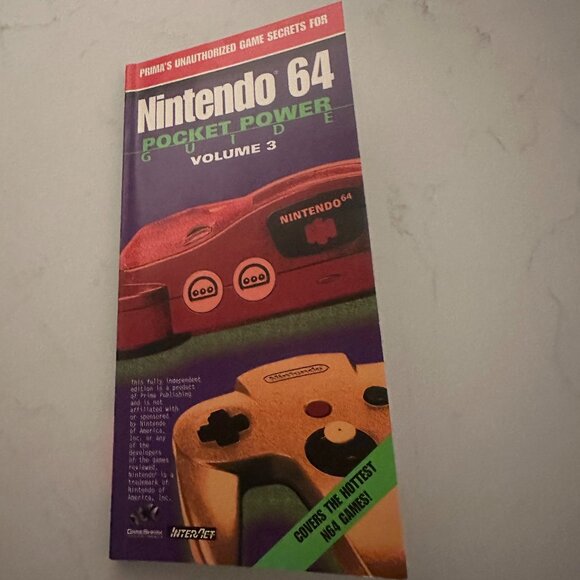 PRIMA'S UNAUTHORIZED GAME SECRETS FOR
Nintendo® 64
POCKET POWER
GUIDE
VOLUME 3
NINTENDO64
Nintendo
This fully independent
edition is a product
of Prima Publishing
and is not
affiliated with
or sponsored
by Nintendo
of America,
Inc. or any
of the
developers
of the games
reviewed.
Nintendo® is a
trademark of
Nintendo of
America, Inc.
COVERS THE HOTTEST
N64 GAMES!
GAMESHARK
INTERACT